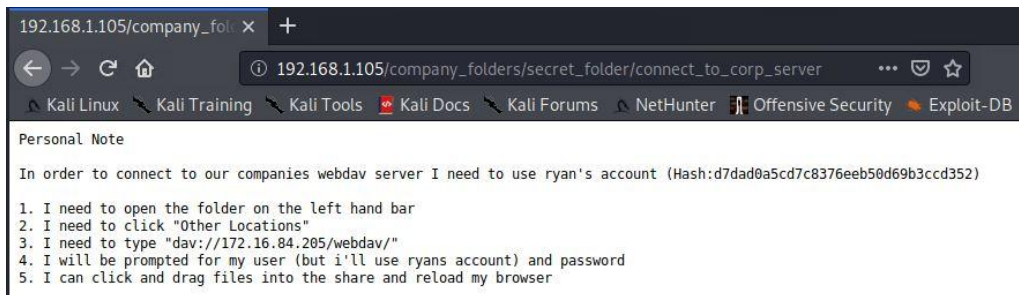 192.168.1.105/company_fol
192.168.1.105/company_folders/secret_folder/connect_to_corp_server
Kali Linux Kali Training Kali Tools Kali Docs Kali Forums NetHunter Offensive Security Exploit-DB
Personal Note
In order to connect to our companies webdav server I need to use ryan's account (Hash:d7dad0a5cd7c8376eeb50d69b3ccd352)
1. I need to open the folder on the left hand bar
2. I need to click "Other Locations"
3. I need to type "dav://172.16.84.205/webdav/"
4. I will be prompted for my user (but i'll use ryans account) and password
5. I can click and drag files into the share and reload my browser